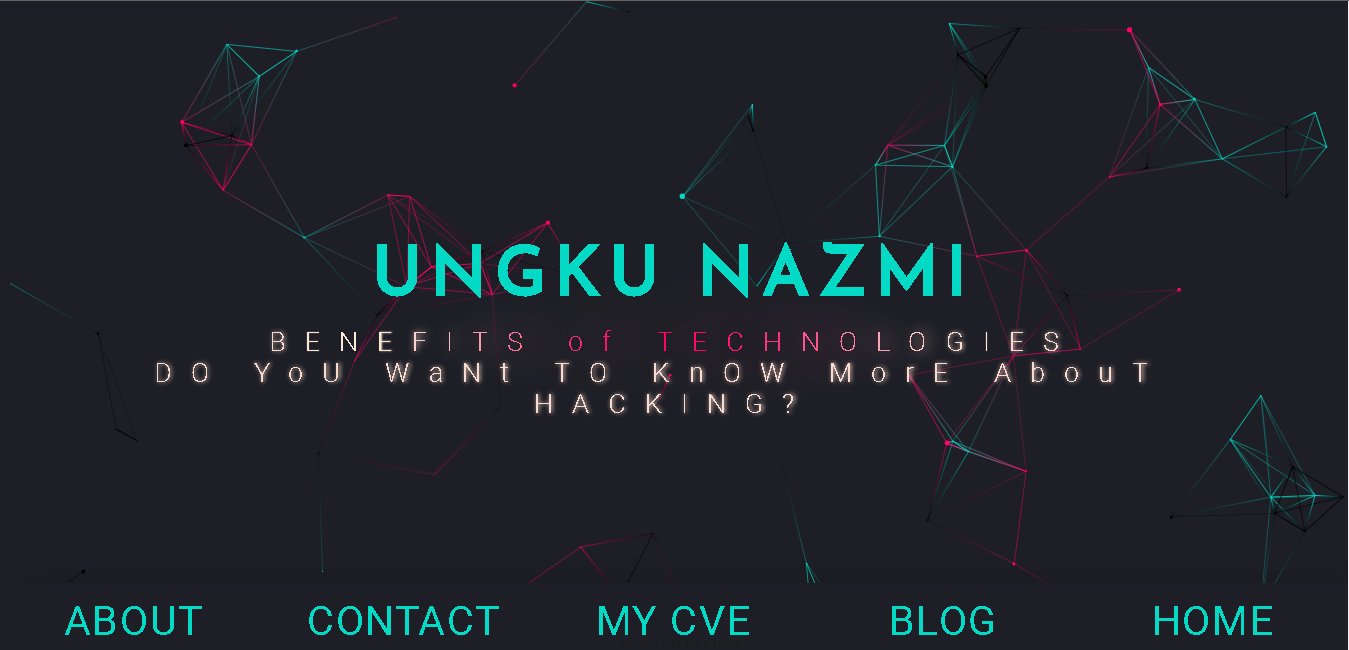 UNGKU NAZMI
BENEFITS of TECHNOLOGIES
DO YoU WaNt TO KnOW MorE AbouT
HACKING?
ABOUT CONTACT MY CVE BLOG HOME